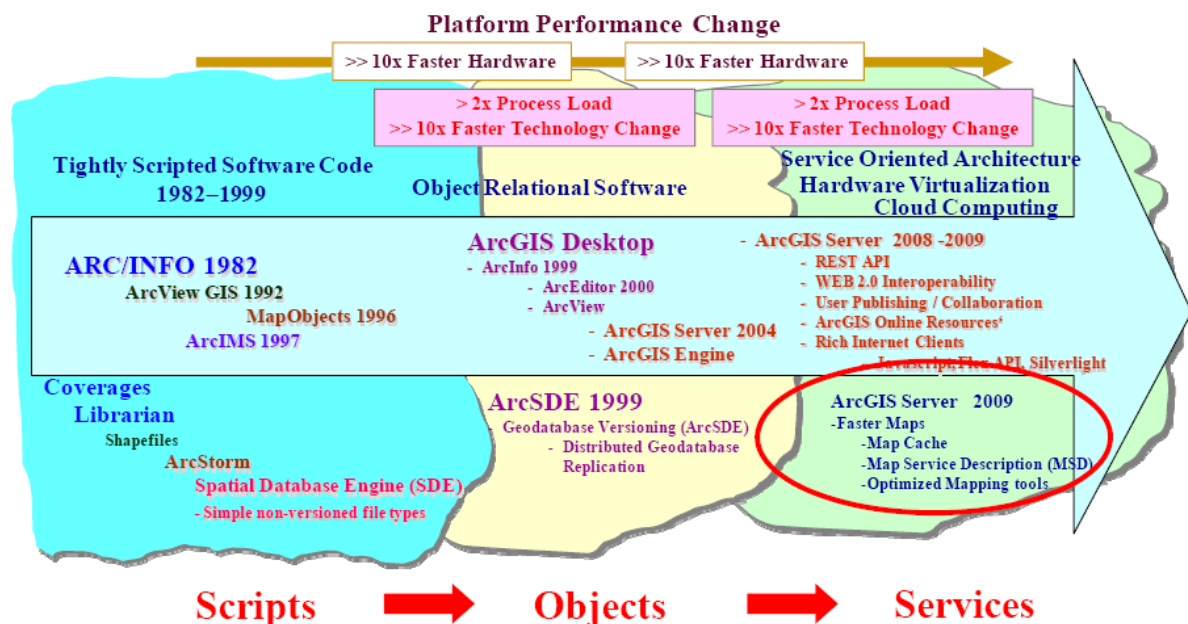 Platform Performance Change
>> 10x Faster Hardware
>> 10x Faster Hardware
> 2x Process Load
>> 10x Faster Technology Change
> 2x Process Load
>> 10x Faster Technology Change
Tightly Scripted Software Code
1982–1999
Object Relational Software
Service Oriented Architecture
Hardware Virtualization
Cloud Computing
ARC/INFO 1982
ArcView GIS 1992
MapObjects 1996
ArcIMS 1997
ArcGIS Desktop
- ArcInfo 1999
- ArcEditor 2000
- ArcView
- ArcGIS Server 2004
- ArcGIS Engine
- ArcGIS Server 2008 -2009
- REST API
- WEB 2.0 Interoperability
- User Publishing / Collaboration
- ArcGIS Online Resources‘
- Rich Internet Clients
- Javascript, Flex API, Silverlight
Coverages
Librarian
Shapefiles
ArcStorm
Spatial Database Engine (SDE)
- Simple non-versioned file types
ArcSDE 1999
- Geodatabase Versioning (ArcSDE)
- Distributed Geodatabase
Replication
ArcGIS Server 2009
-Faster Maps
-Map Cache
-Map Service Description (MSD)
-Optimized Mapping tools
Scripts
Objects
Services